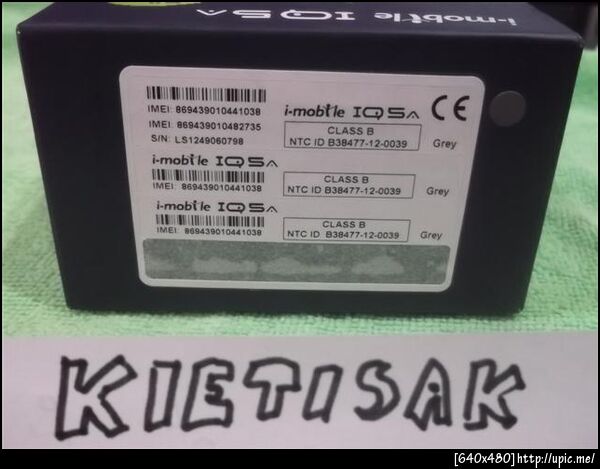 i-mobile IQ5A
IMEI: 869439010441038
IMEI: 869439010482735
S/N: LS1249060798
i-mobile IQ5A
CLASS B
NTC ID B38477-12-0039
Grey
i-mobile IQ5A
IMEI: 869439010441038
CLASS B
NTC ID B38477-12-0039
Grey
i-mobile IQ5A
IMEI: 869439010441038
CLASS B
NTC ID B38477-12-0039
Grey
KIETISAK
[640x480]http://upic.me/